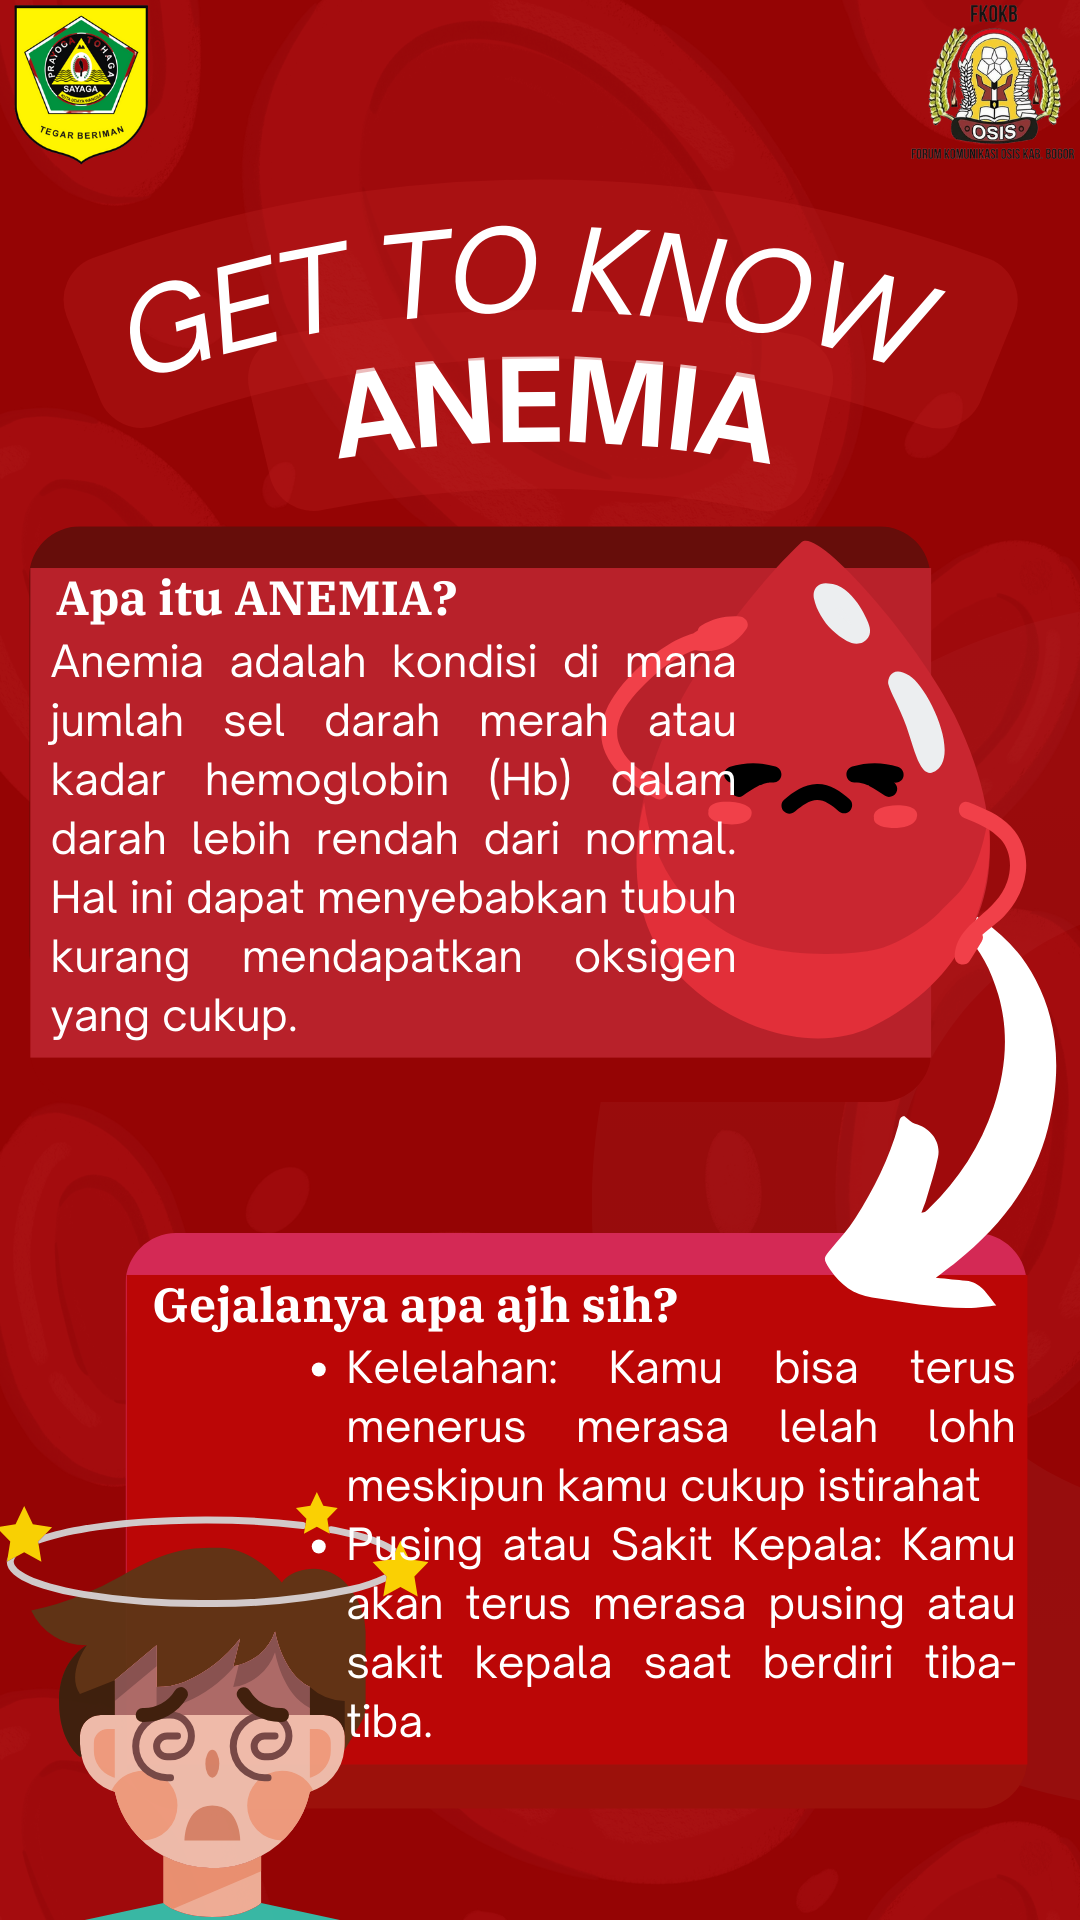 PRAYOGA TOHAGA
SAYAGA
TEGAR BERIMAN
FKOKB
OSIS
FORUM KOMUNIKASI OSIS KAB. BOGOR
GET TO KNOW
ANEMIA
Apa itu ANEMIA?
Anemia adalah kondisi di mana
jumlah sel darah merah atau
kadar hemoglobin (Hb) dalam
darah lebih rendah dari normal.
Hal ini dapat menyebabkan tubuh
kurang mendapatkan oksigen
yang cukup.
Gejalanya apa ajh sih?
• Kelelahan: Kamu bisa terus
menerus merasa lelah lohh
meskipun kamu cukup istirahat
• Pusing atau Sakit Kepala: Kamu
akan terus merasa pusing atau
sakit kepala saat berdiri tiba-
tiba.